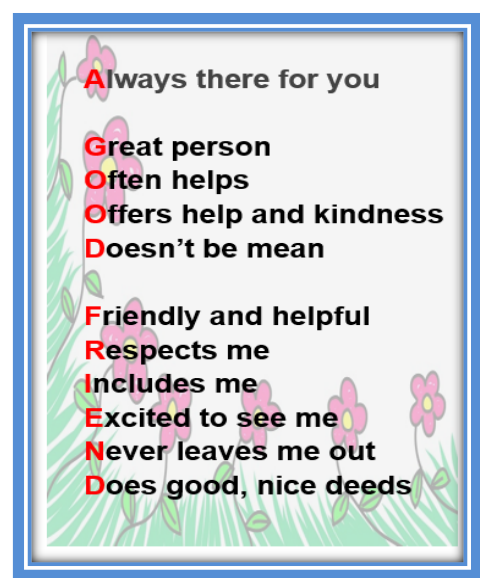 Always there for you
Great person
Often helps
Offers help and kindness
Doesn’t be mean
Friendly and helpful
Respects me
Includes me
Excited to see me
Never leaves me out
Does good, nice deeds